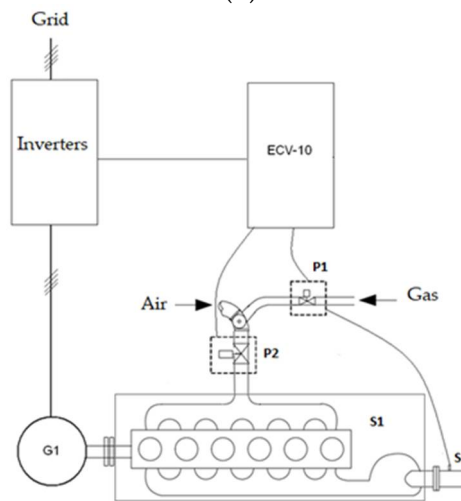 Grid
Inverters
ECV-10
P1
Air
Gas
P2
S1
G1